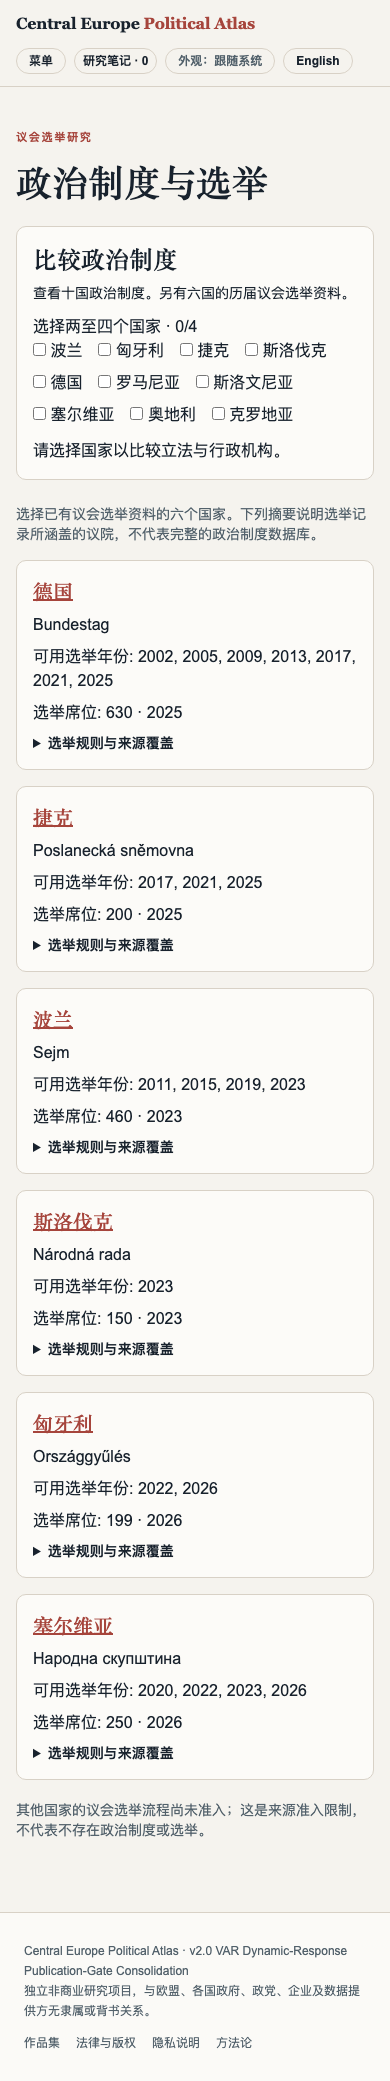 Central Europe Political Atlas
菜单 研究笔记 · 0 外观：跟随系统 English
议会选举研究
政治制度与选举
比较政治制度
查看十国政治制度。另有六国的历届议会选举资料。
选择两至四个国家 · 0/4
波兰 匈牙利 捷克 斯洛伐克
德国 罗马尼亚 斯洛文尼亚
塞尔维亚 奥地利 克罗地亚
请选择国家以比较立法与行政机构。
选择已有议会选举资料的六个国家。下列摘要说明选举记
录所涵盖的议院，不代表完整的政治制度数据库。
德国
Bundestag
可用选举年份: 2002, 2005, 2009, 2013, 2017,
2021, 2025
选举席位: 630 · 2025
▶ 选举规则与来源覆盖
捷克
Poslanecká sněmovna
可用选举年份: 2017, 2021, 2025
选举席位: 200 · 2025
▶ 选举规则与来源覆盖
波兰
Sejm
可用选举年份: 2011, 2015, 2019, 2023
选举席位: 460 · 2023
▶ 选举规则与来源覆盖
斯洛伐克
Národná rada
可用选举年份: 2023
选举席位: 150 · 2023
▶ 选举规则与来源覆盖
匈牙利
Országgyűlés
可用选举年份: 2022, 2026
选举席位: 199 · 2026
▶ 选举规则与来源覆盖
塞尔维亚
Народна скупштина
可用选举年份: 2020, 2022, 2023, 2026
选举席位: 250 · 2026
▶ 选举规则与来源覆盖
其他国家的议会选举流程尚未准入；这是来源准入限制，
不代表不存在政治制度或选举。
Central Europe Political Atlas · v2.0 VAR Dynamic-Response
Publication-Gate Consolidation
独立非商业研究项目，与欧盟、各国政府、政党、企业及数据提
供方无隶属或背书关系。
作品集 法律与版权 隐私说明 方法论